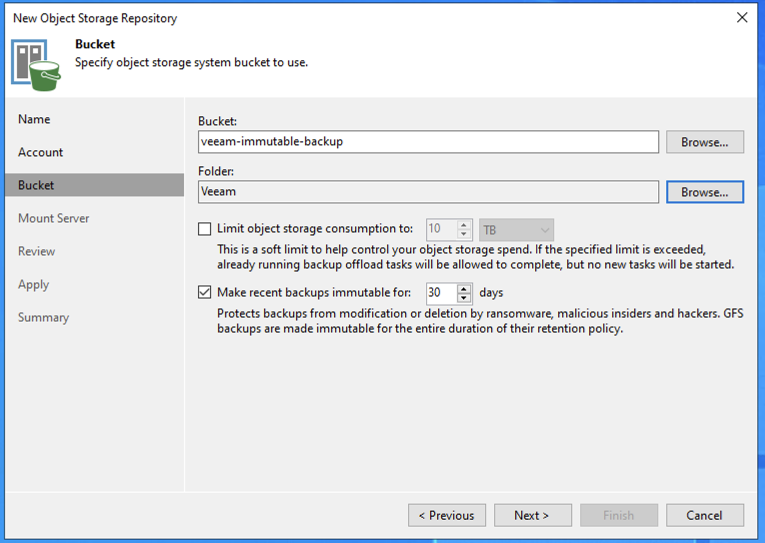 New Object Storage Repository
Bucket
Specify object storage system bucket to use.
Name
Account
Bucket
Mount Server
Review
Apply
Summary
Bucket:
veeam-immutable-backup
Browse...
Folder:
Veeam
Browse...
Limit object storage consumption to:
10
TB
This is a soft limit to help control your object storage spend. If the specified limit is exceeded,
already running backup offload tasks will be allowed to complete, but no new tasks will be started.
Make recent backups immutable for:
30
days
Protects backups from modification or deletion by ransomware, malicious insiders and hackers. GFS
backups are made immutable for the entire duration of their retention policy.
< Previous
Next >
Finish
Cancel